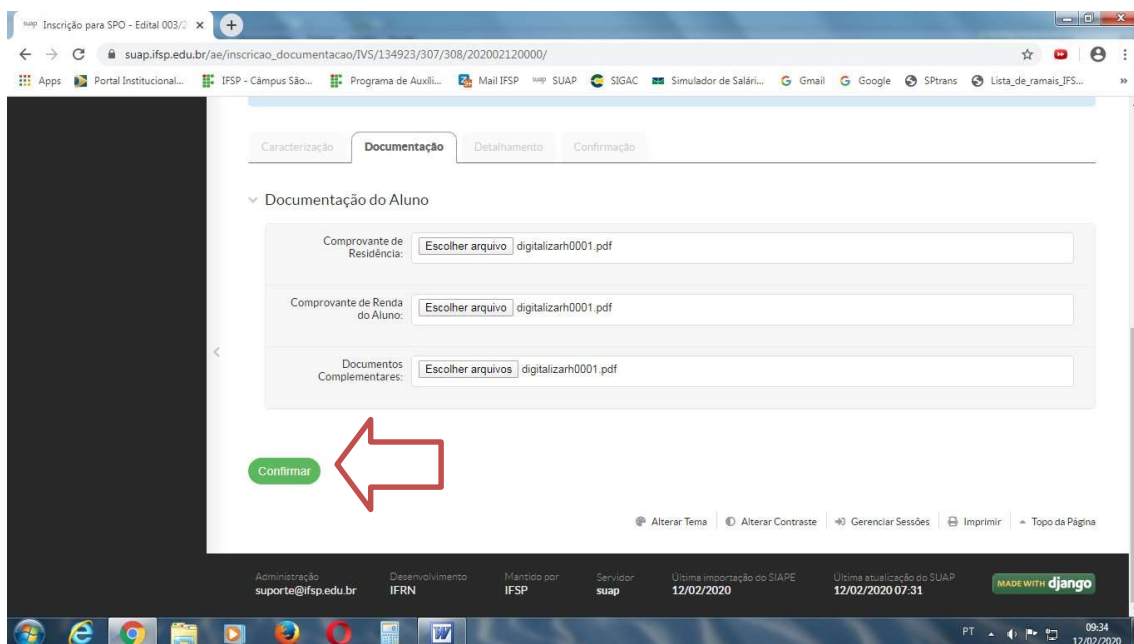 suap Inscrição para SPO - Edital 003/2
suap.ifsp.edu.br/ae/inscricao_documentacao/IVS/134923/307/308/202002120000/
Apps Portal Institucional... IFSP - Câmpus São... Programa de Auxíli... Mail IFSP suap SUAP SIGAC Simulador de Salári... Gmail Google SPtrans Lista_de_ramais_IFS... »
Caracterização Documentação Detalhamento Confirmação
Documentação do Aluno
Comprovante de
Residência:
Escolher arquivo digitalizarh0001.pdf
Comprovante de Renda
do Aluno:
Escolher arquivo digitalizarh0001.pdf
Documentos
Complementares:
Escolher arquivos digitalizarh0001.pdf
Confirmar
Alterar Tema Alterar Contraste Gerenciar Sessões Imprimir Topo da Página
Administração Desenvolvimento Mantido por Servidor Última importação do SIAPE Última atualização do SUAP
suporte@ifsp.edu.br IFRN IFSP suap 12/02/2020 12/02/2020 07:31
MADE WITH django
PT 09:34
12/02/2020